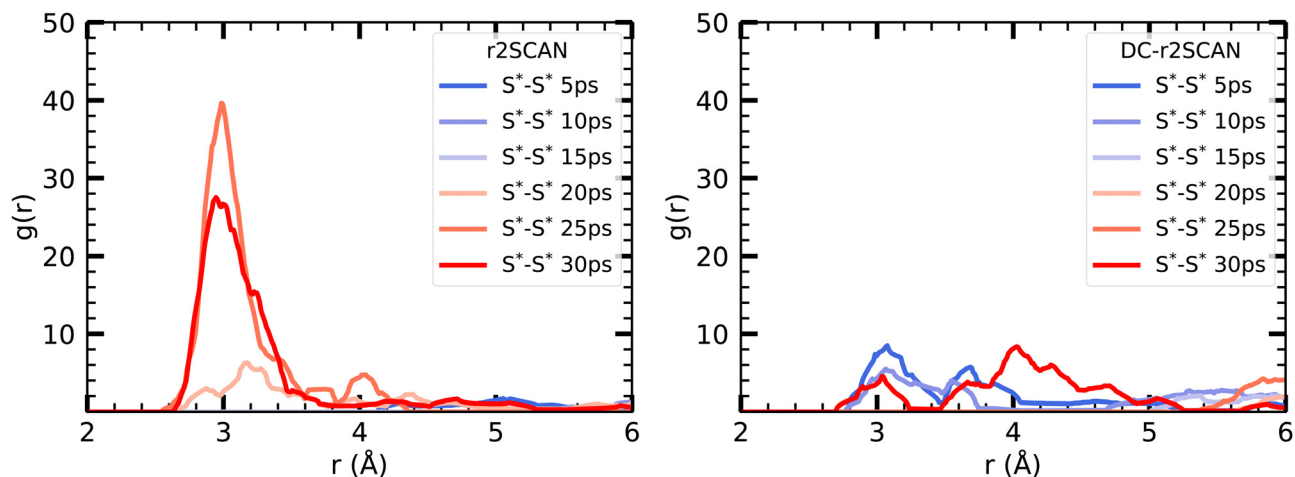 50
40
30
20
10
g(r)
2 3 4 5 6
r (Å)
r2SCAN
S*-S* 5ps
S*-S* 10ps
S*-S* 15ps
S*-S* 20ps
S*-S* 25ps
S*-S* 30ps
50
40
30
20
10
g(r)
2 3 4 5 6
r (Å)
DC-r2SCAN
S*-S* 5ps
S*-S* 10ps
S*-S* 15ps
S*-S* 20ps
S*-S* 25ps
S*-S* 30ps